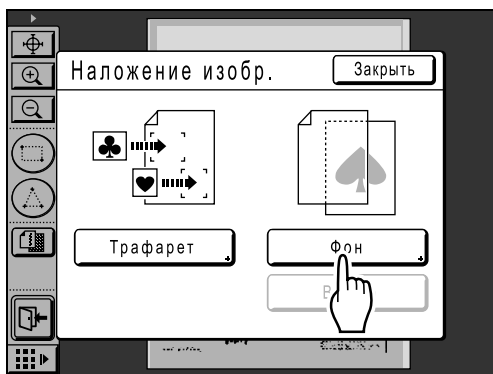 Наложение изобр.
Закрыть
Трафарет
Фон